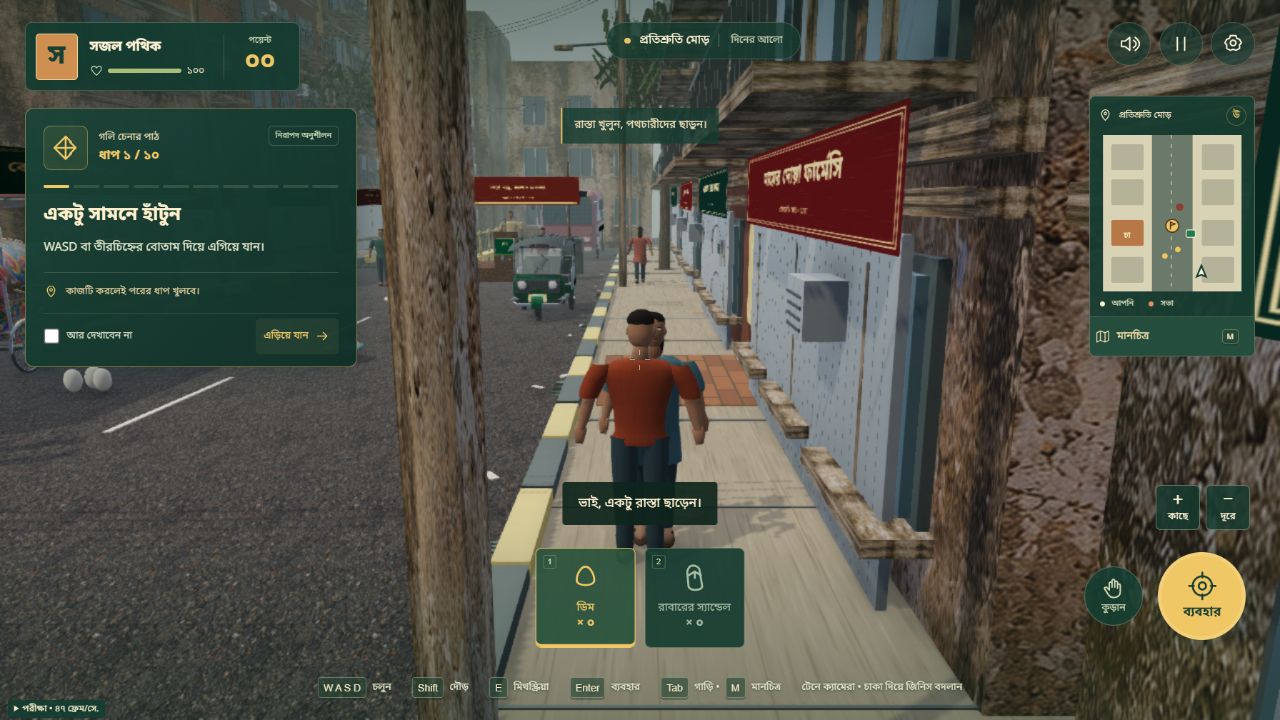 স
সজল পথিক
১০০
পয়েন্ট
০০
প্রতিশ্রুতি মোড়
দিনের আলো
গলি চেনার পাঠ
ধাপ ১ / ১০
নিরাপদ অনুশীলন
একটু সামনে হাঁটুন
WASD বা তীরচিহ্নের বোতাম দিয়ে এগিয়ে যান।
কাজটি করলেই পরের ধাপ খুলবে।
আর দেখাবেন না
এড়িয়ে যান →
রাস্তা খুলুন, পথচারীদের ছাড়ুন।
মায়ের দোয়া ফার্মেসি
প্রতিশ্রুতি মোড়
উ
চা
আপনি
সভা
মানচিত্র
M
ভাই, একটু রাস্তা ছাড়েন।
1
ডিম
× ০
2
রাবারের স্যান্ডেল
× ০
+
কাছে
−
দূরে
কুড়ান
ব্যবহার
W A S D চলুন
Shift দৌড়
E মিথস্ক্রিয়া
Enter ব্যবহার
Tab গাড়ি •
M মানচিত্র
টেনে ক্যামেরা • চাকা দিয়ে জিনিস বদলান
▶ পরীক্ষা • ৪৭ ফ্রেম/সে.